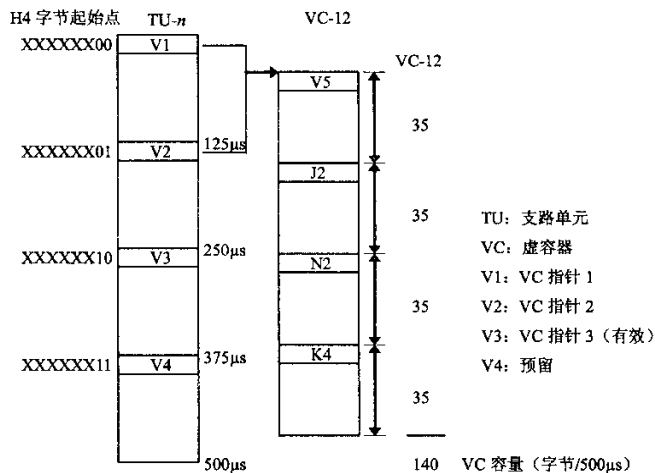 H4 字节起始点 TU-n VC-12
XXXXXX00 V1
VC-12
V5
35
XXXXXX01 V2 125μs
J2
35
TU：支路单元
VC：虚容器
XXXXXX10 V3 250μs
N2
V1：VC 指针 1
35
V2：VC 指针 2
V3：VC 指针 3（有效）
XXXXXX11 V4 375μs
K4
V4：预留
35
500μs
140 VC 容量（字节/500μs）